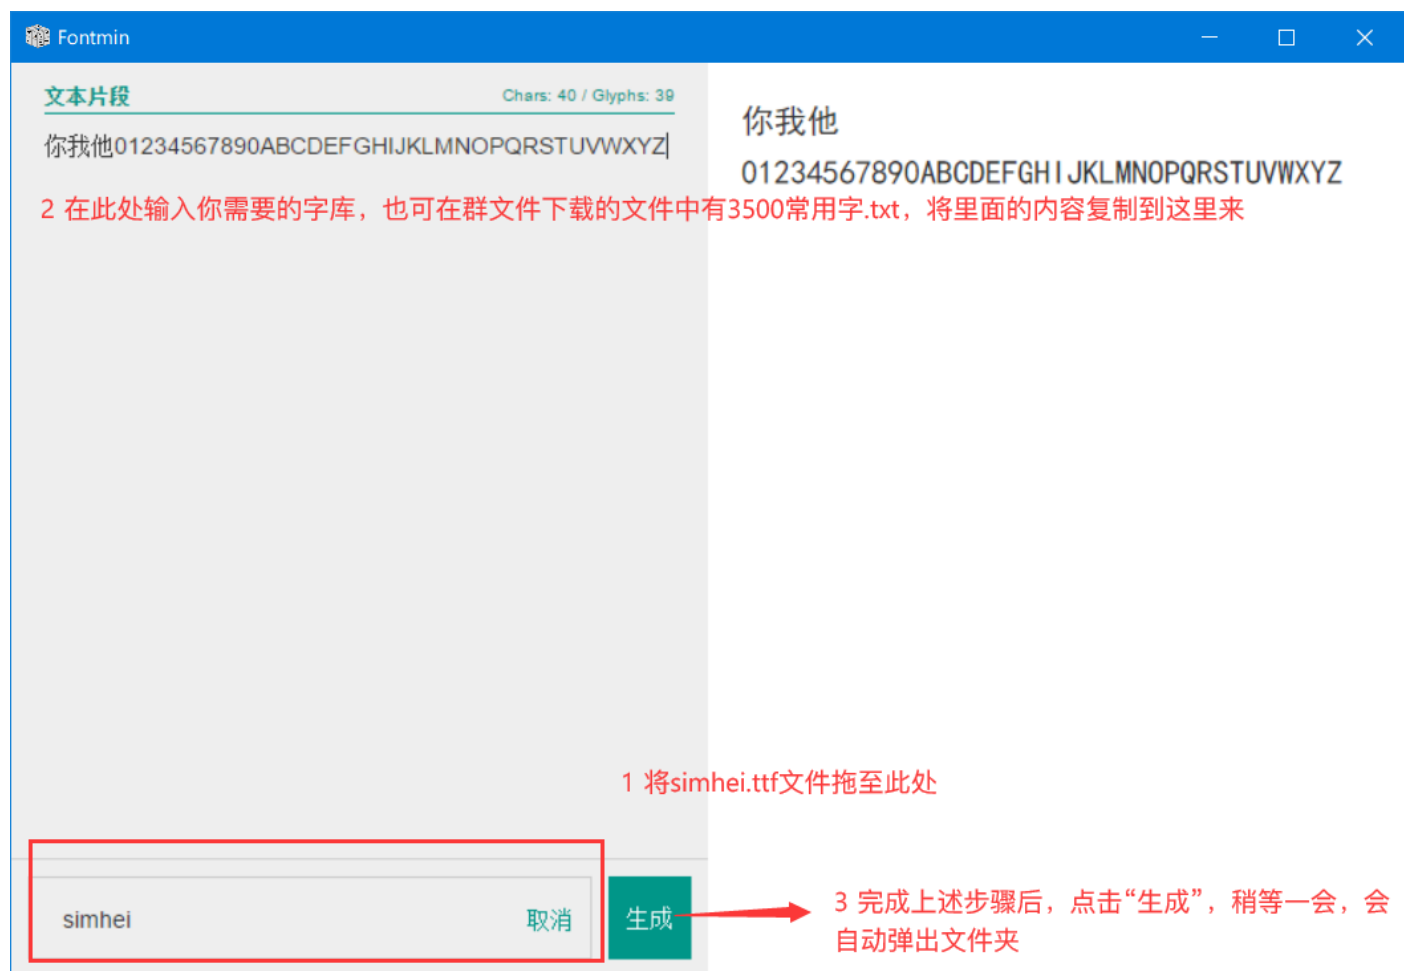 Fontmin
文本片段
Chars: 40 / Glyphs: 39
你我他01234567890ABCDEFGHIJKLMNOPQRSTUVWXYZ
你我他
01234567890ABCDEFGHIJKLMNOPQRSTUVWXYZ
2 在此处输入你需要的字库，也可在群文件下载的文件中有3500常用字.txt，将里面的内容复制到这里来
1 将simhei.ttf文件拖至此处
simhei
取消
生成
3 完成上述步骤后，点击“生成”，稍等一会，会
自动弹出文件夹